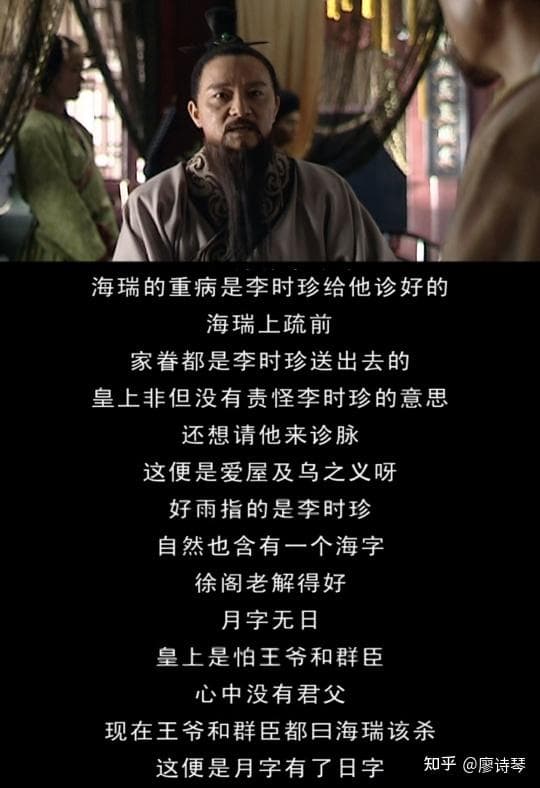 海瑞的重病是李时珍给他诊好的
海瑞上疏前
家眷都是李时珍送出去的
皇上非但没有责怪李时珍的意思
还想请他来诊脉
这便是爱屋及乌之义呀
好雨指的是李时珍
自然也含有一个海字
徐阁老解得好
月字无日
皇上是怕王爷和群臣
心中没有君父
现在王爷和群臣都曰海瑞该杀
这便是月字有了日字
知乎 @廖诗琴